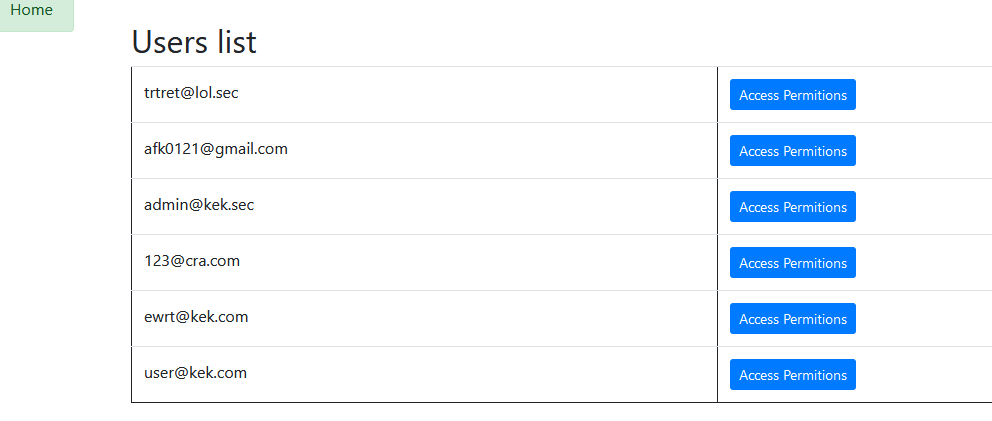 Home
Users list
trtret@lol.sec Access Permitions
afk0121@gmail.com Access Permitions
admin@kek.sec Access Permitions
123@cra.com Access Permitions
ewrt@kek.com Access Permitions
user@kek.com Access Permitions